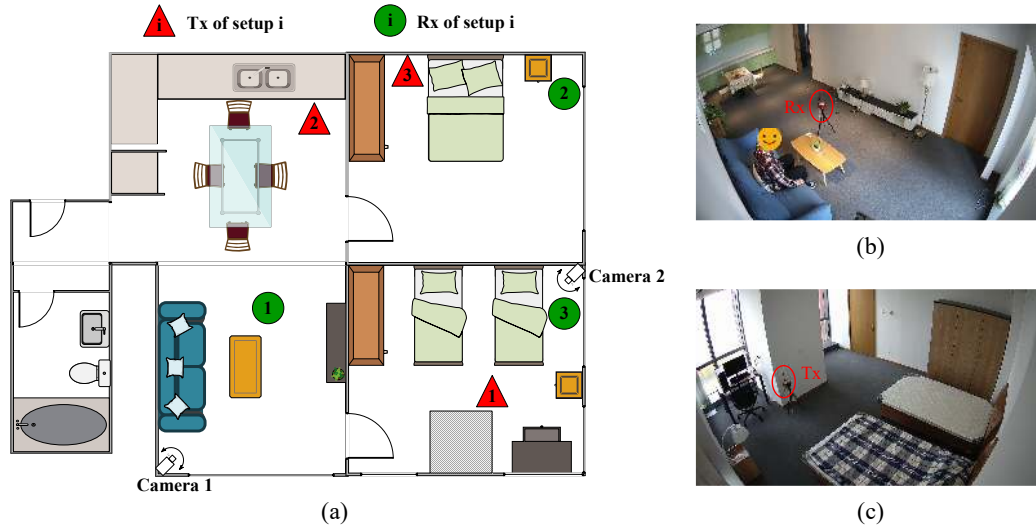 i Tx of setup i i Rx of setup i
3
2
2
Rx
(b)
Camera 2
1
3
Tx
1
Camera 1
(a)
(c)